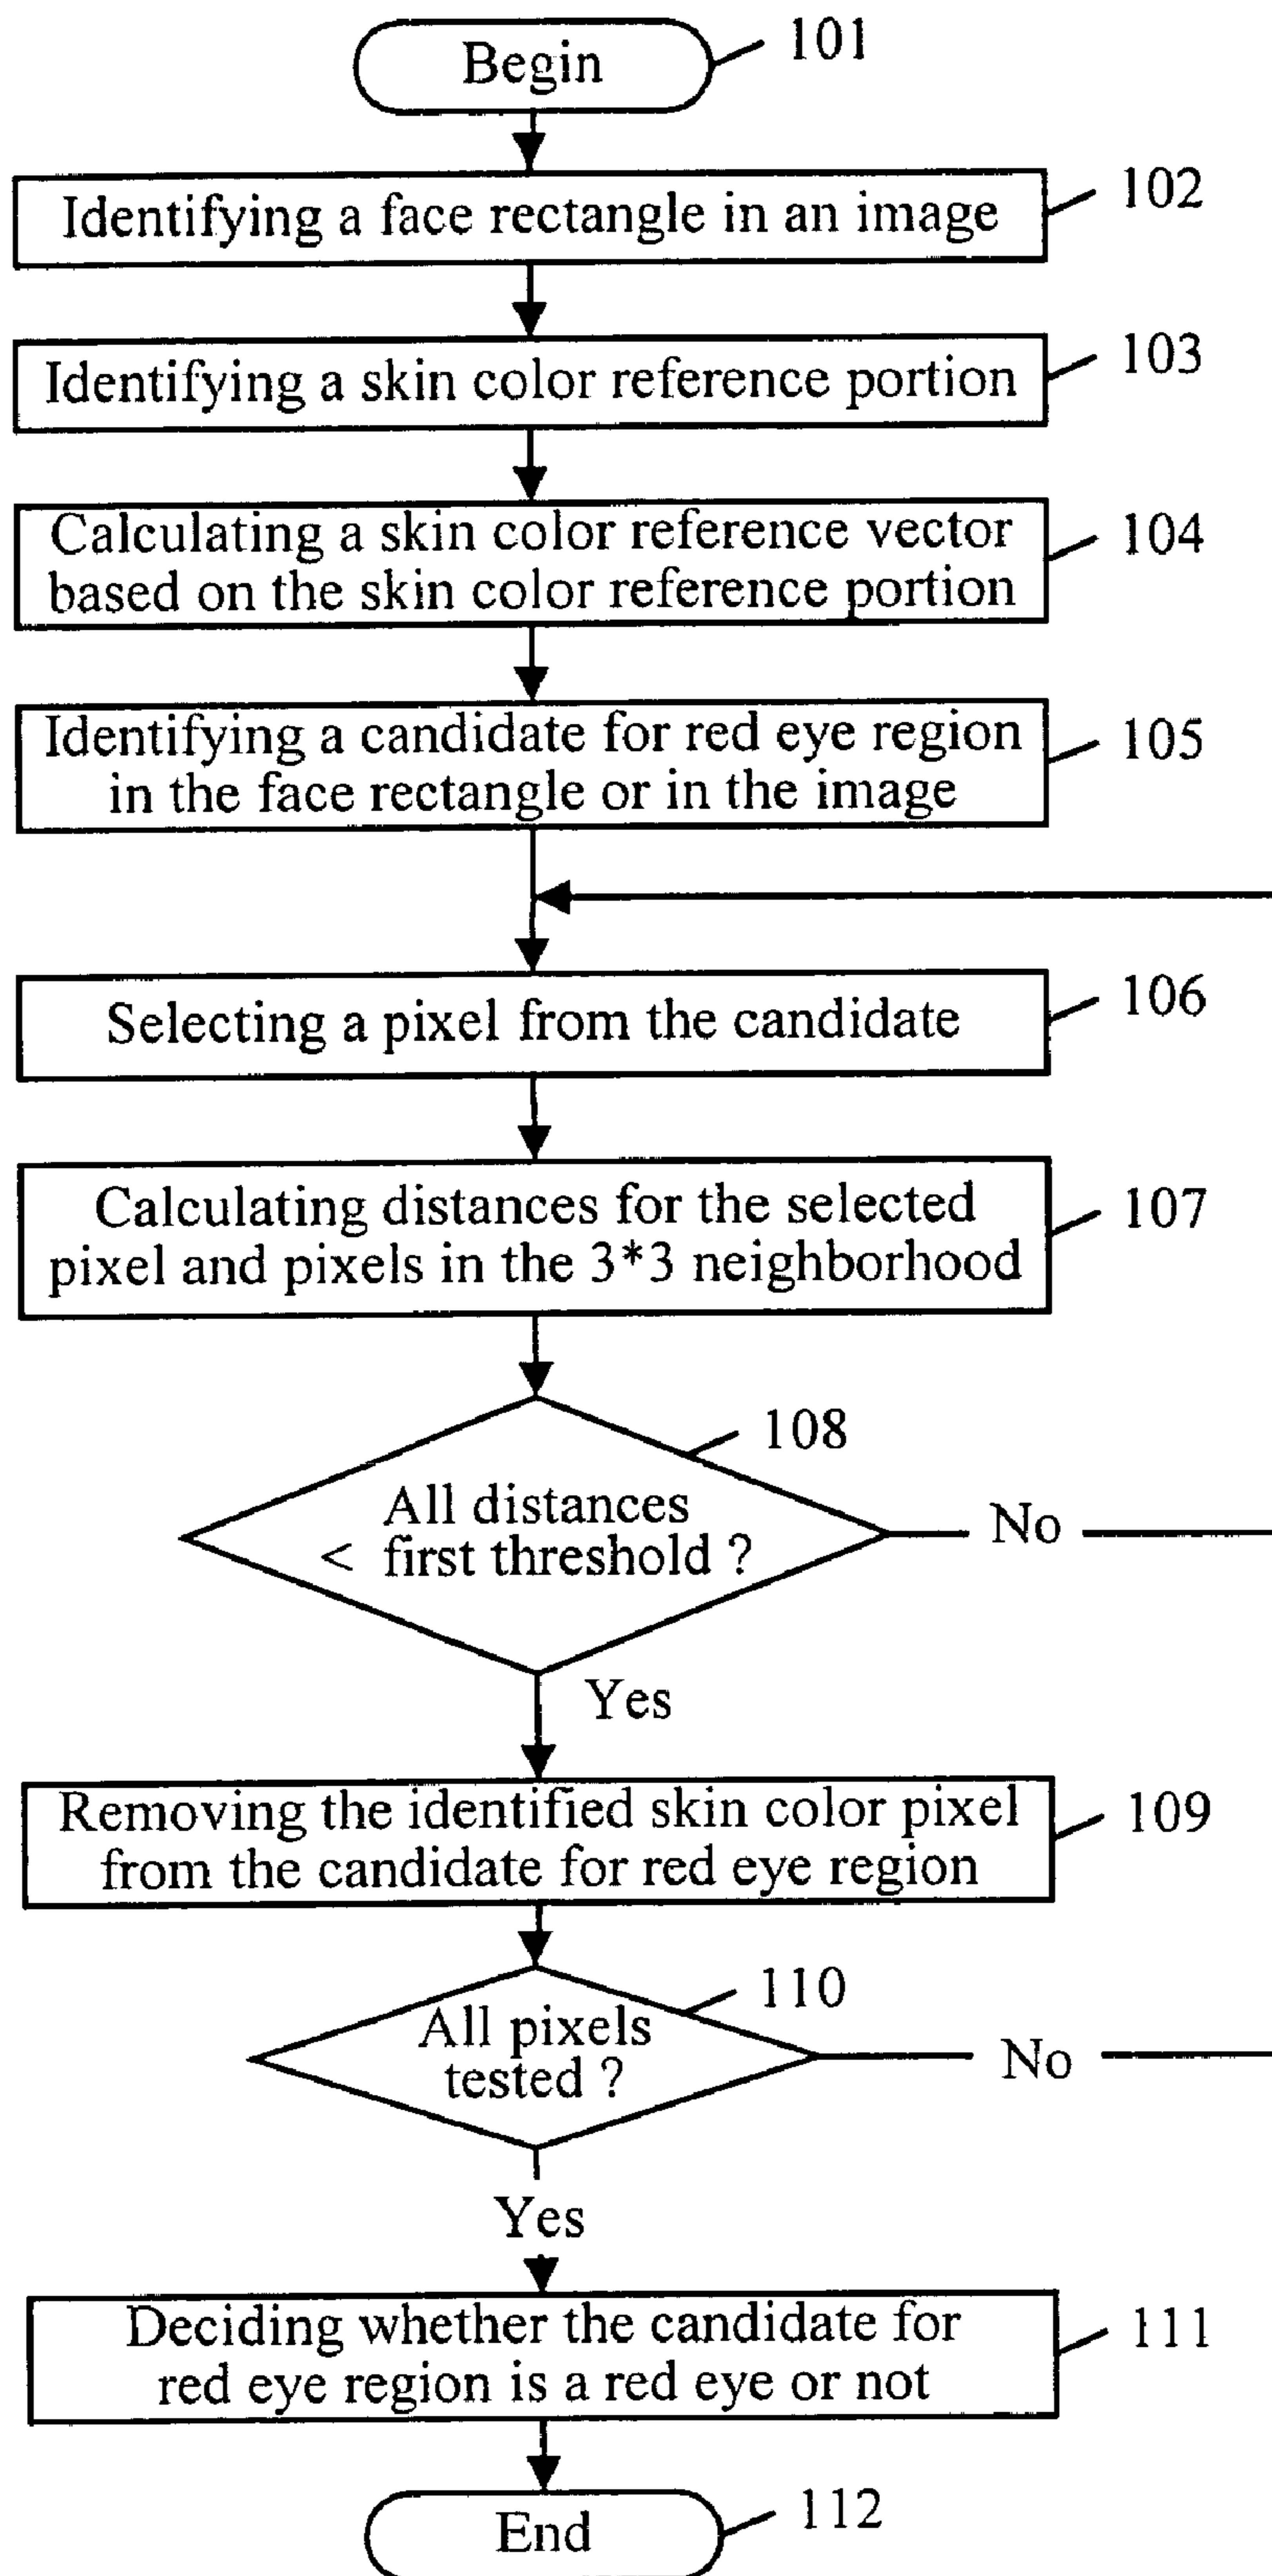 Begin
101
Identifying a face rectangle in an image
102
Identifying a skin color reference portion
103
Calculating a skin color reference vector
based on the skin color reference portion
104
Identifying a candidate for red eye region
in the face rectangle or in the image
105
Selecting a pixel from the candidate
106
Calculating distances for the selected
pixel and pixels in the 3*3 neighborhood
107
108
All distances
< first threshold ?
No
Yes
Removing the identified skin color pixel
from the candidate for red eye region
109
110
All pixels
tested ?
No
Yes
Deciding whether the candidate for
red eye region is a red eye or not
111
End
112